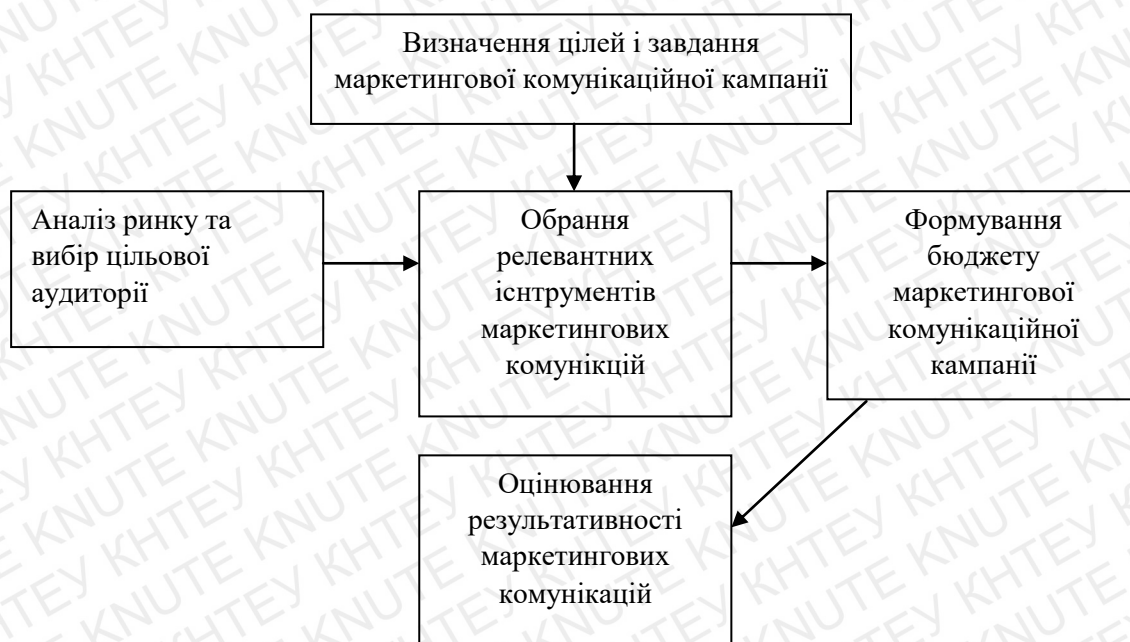 Визначення цілей і завдання
маркетингової комунікаційної кампанії
Аналіз ринку та
вибір цільової
аудиторії
Обрання
релевантних
існтрументів
маркетингових
комунікцій
Формування
бюджету
маркетингової
комунікаційної
кампанії
Оцінювання
результативності
маркетингових
комунікацій